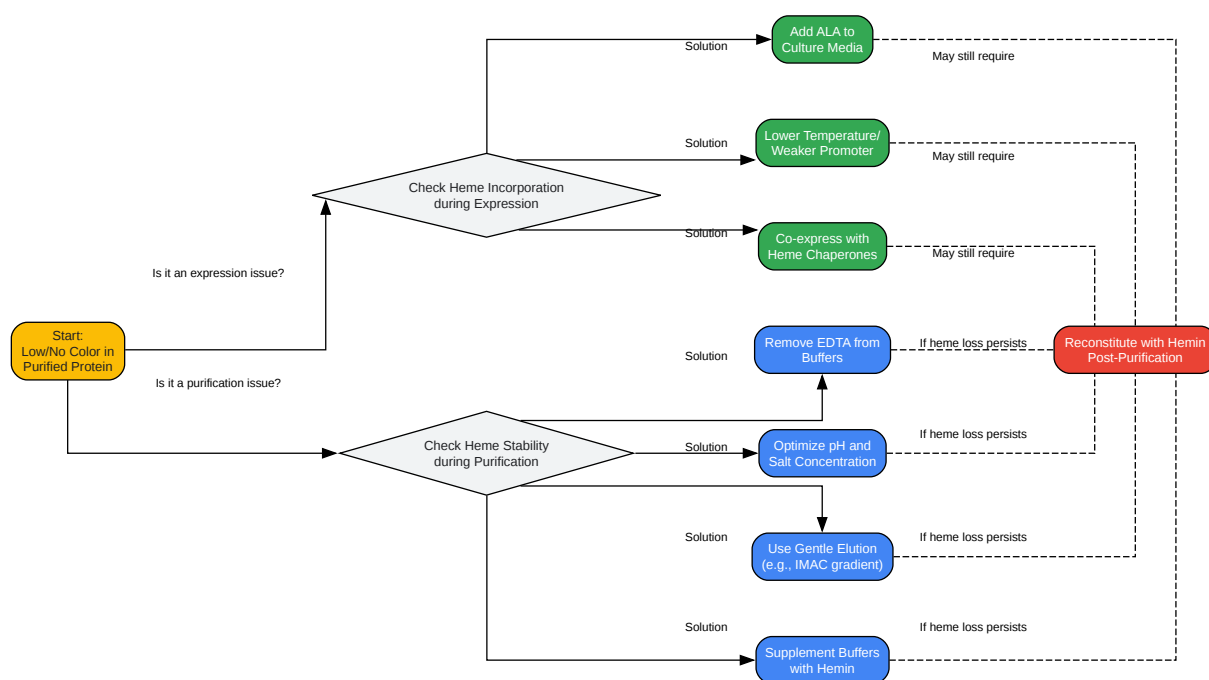 Add ALA to
Culture Media
Solution
May still require
Lower Temperature/
Weaker Promoter
Solution
May still require
Check Heme Incorporation
during Expression
Solution
Co-express with
Heme Chaperones
May still require
Is it an expression issue?
Start:
Low/No Color in
Purified Protein
Is it a purification issue?
Solution
Remove EDTA from
Buffers
If heme loss persists
Reconstitute with Hemin
Post-Purification
Check Heme Stability
during Purification
Solution
Optimize pH and
Salt Concentration
If heme loss persists
Solution
Use Gentle Elution
(e.g., IMAC gradient)
If heme loss persists
Solution
Supplement Buffers
with Hemin
If heme loss persists